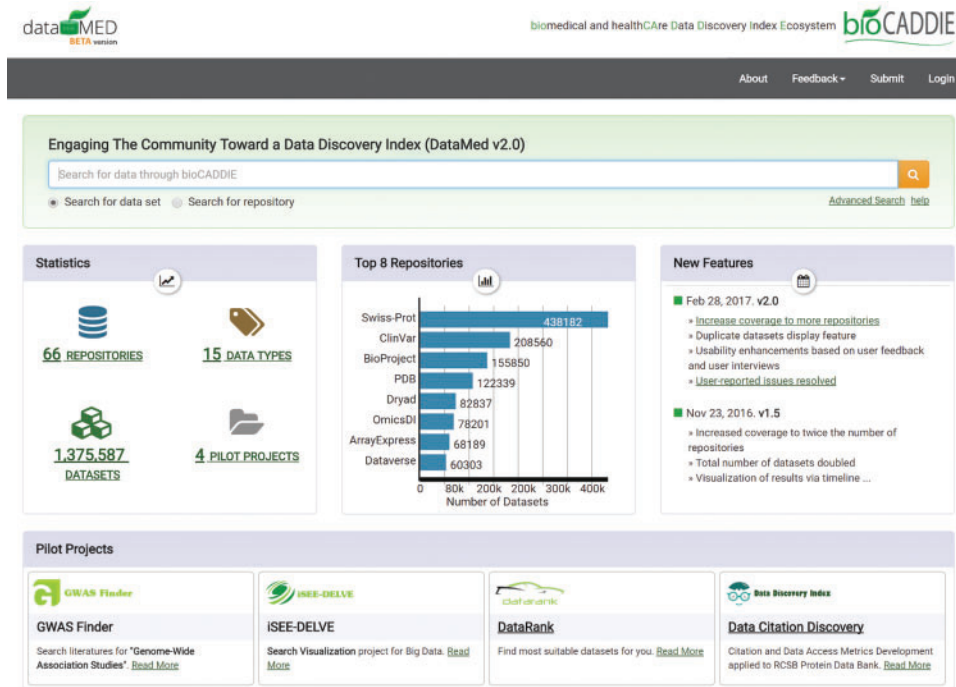 dataMED
BETA version
biomedical and healthCAre Data Discovery Index Ecosystem
bioCADDIE
About Feedback Submit Login
Engaging The Community Toward a Data Discovery Index (DataMed v2.0)
Search for data through bioCADDIE
Search for data set Search for repository
Advanced Search help
Statistics
66 REPOSITORIES
15 DATA TYPES
1,375,587
DATASETS
4 PILOT PROJECTS
Top 8 Repositories
Swiss-Prot 438182
ClinVar 208560
BioProject 155850
PDB 122339
Dryad 82837
OmicsDI 78201
ArrayExpress 68189
Dataverse 60303
0 80k 200k 200k 300k 400k
Number of Datasets
New Features
Feb 28, 2017. v2.0
» Increase coverage to more repositories
» Duplicate datasets display feature
» Usability enhancements based on user feedback
and user interviews
» User-reported issues resolved
Nov 23, 2016. v1.5
» Increased coverage to twice the number of
repositories
» Total number of datasets doubled
» Visualization of results via timeline ...
Pilot Projects
GWAS Finder
GWAS Finder
Search literatures for "Genome-Wide
Association Studies". Read More
iSEE-DELVE
iSEE-DELVE
Search Visualization project for Big Data. Read
More
datarank
DataRank
Find most suitable datasets for you. Read More
Data Discovery Index
Data Citation Discovery
Citation and Data Access Metrics Development
applied to RCSB Protein Data Bank. Read More